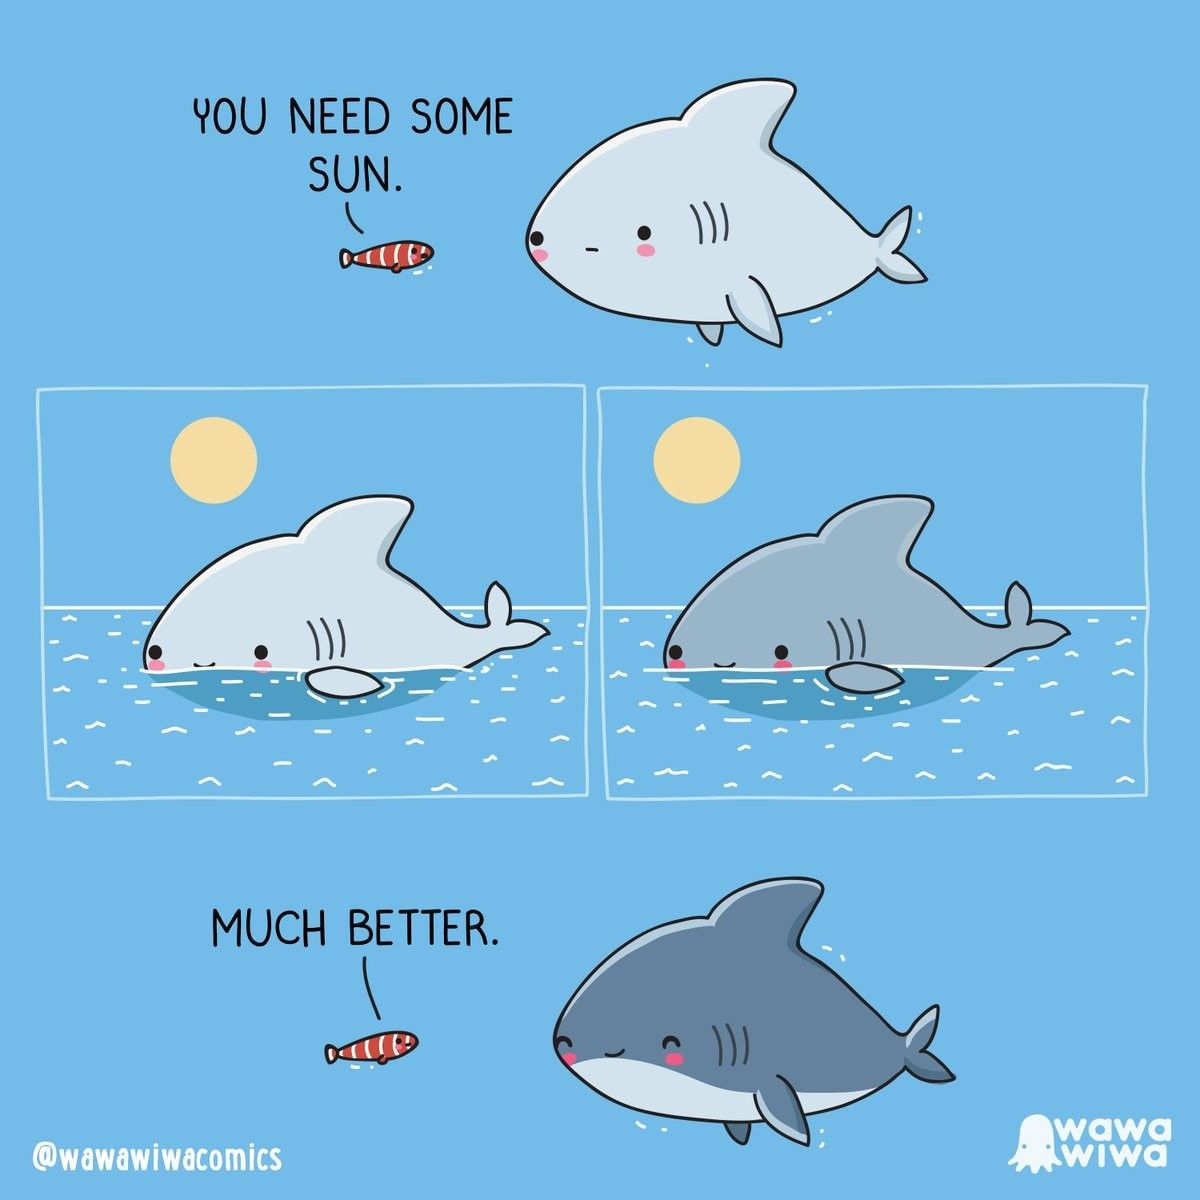 YOU NEED SOME
SUN.
MUCH BETTER.
@wawawiwacomics
wawa
wiwa